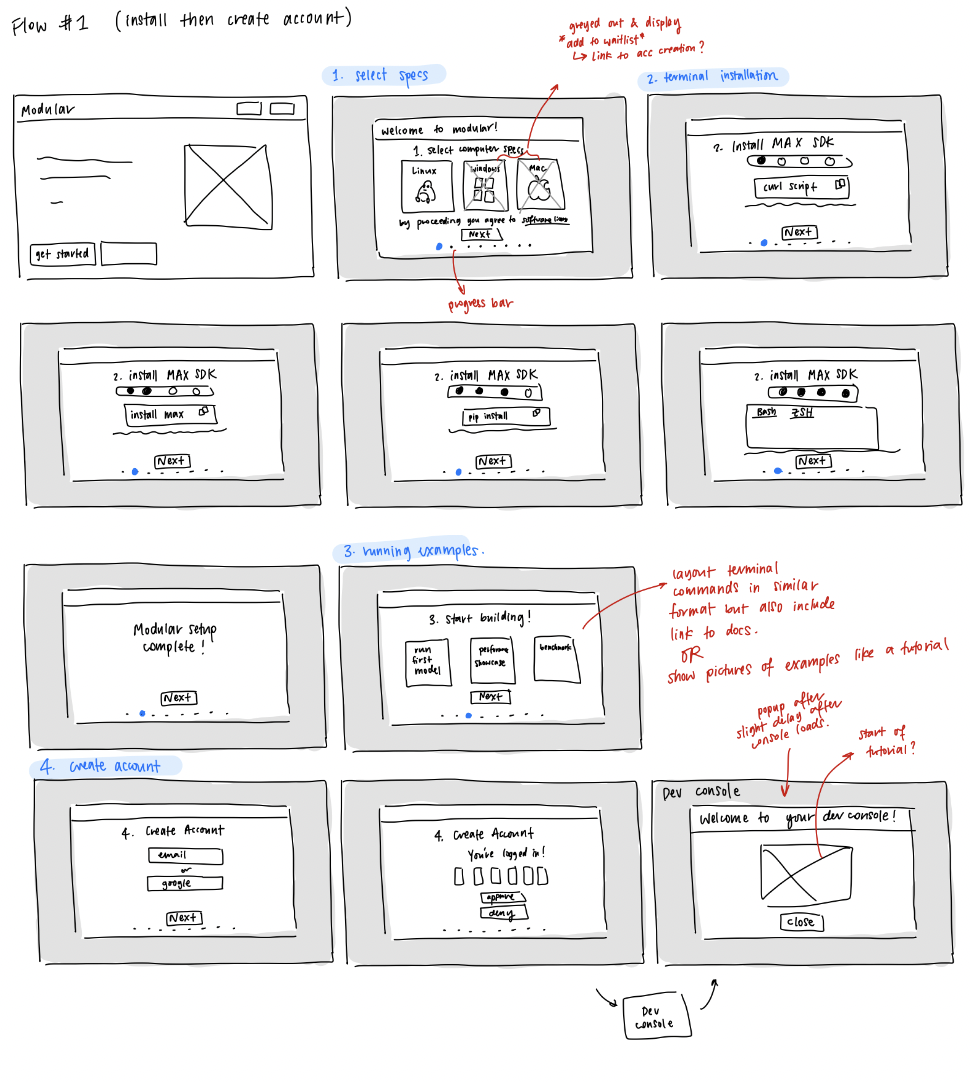 Flow #1 (install then create account)
greyed out & display
*add to waitlist*
↳ Link to acc creation?
1. select specs
2. terminal installation
Modular
get started
Welcome to modular!
1. select computer specs
Linux
windows
Mac
by proceeding you agree to
Next
progress bar
2. Install MAX SDK
curl script
Next
2. install MAX SDK
install max
Next
2. install MAX SDK
pip install
Next
2. install MAX SDK
Bash ZSH
Next
3. running examples.
Modular setup
complete!
Next
3. Start building!
run
first
model
showcase
benchmark
Next
layout terminal
commands in similar
format but also include
link to docs.
OR
show pictures of examples like a tutorial
popup after
slight delay after
console loads.
start of
tutorial?
4. create account
4. Create Account
email
or
google
Next
4. Create Account
You're logged in!
approve
deny
Dev console
Welcome to your dev console!
close
Dev
console